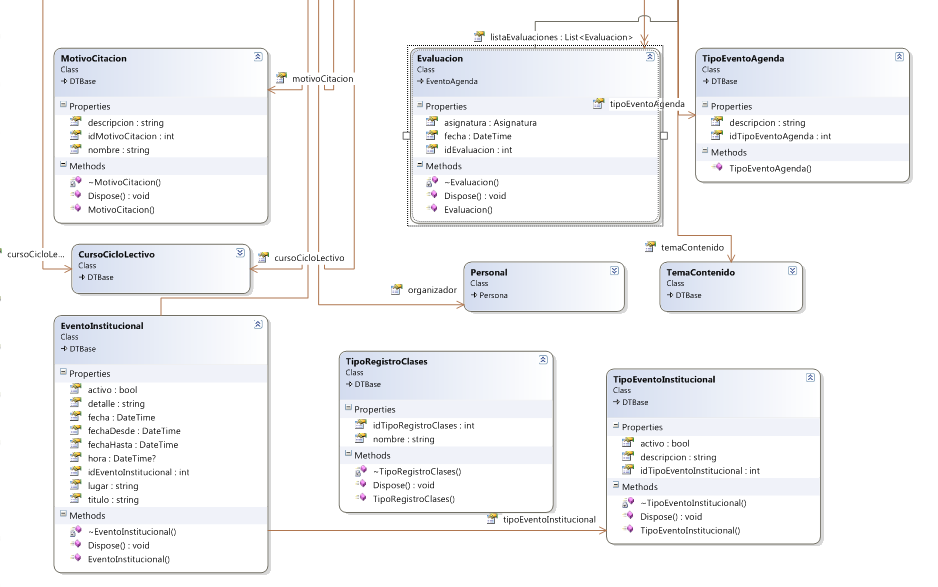 listaEvaluaciones : List<Evaluacion>
MotivoCitacion
Class
DTBase
Properties
descripcion : string
idMotivoCitacion : int
nombre : string
Methods
~MotivoCitacion()
Dispose() : void
MotivoCitacion()
motivoCitacion
Evaluacion
Class
EventoAgenda
Properties
asignatura : Asignatura
fecha : DateTime
idEvaluacion : int
Methods
~Evaluacion()
Dispose() : void
Evaluacion()
tipoEventoAgenda
TipoEventoAgenda
Class
DTBase
Properties
descripcion : string
idTipoEventoAgenda : int
Methods
TipoEventoAgenda()
cursoCicloLe...
CursoCicloLectivo
Class
DTBase
cursoCicloLectivo
organizador
Personal
Class
Persona
temaContenido
TemaContenido
Class
DTBase
EventoInstitucional
Class
DTBase
Properties
activo : bool
detalle : string
fecha : DateTime
fechaDesde : DateTime
fechaHasta : DateTime
hora : DateTime?
idEventoInstitucional : int
lugar : string
titulo : string
Methods
~EventoInstitucional()
Dispose() : void
EventoInstitucional()
TipoRegistroClases
Class
DTBase
Properties
idTipoRegistroClases : int
nombre : string
Methods
~TipoRegistroClases()
Dispose() : void
TipoRegistroClases()
tipoEventoInstitucional
TipoEventoInstitucional
Class
DTBase
Properties
activo : bool
descripcion : string
idTipoEventoInstitucional : int
Methods
~TipoEventoInstitucional()
Dispose() : void
TipoEventoInstitucional()